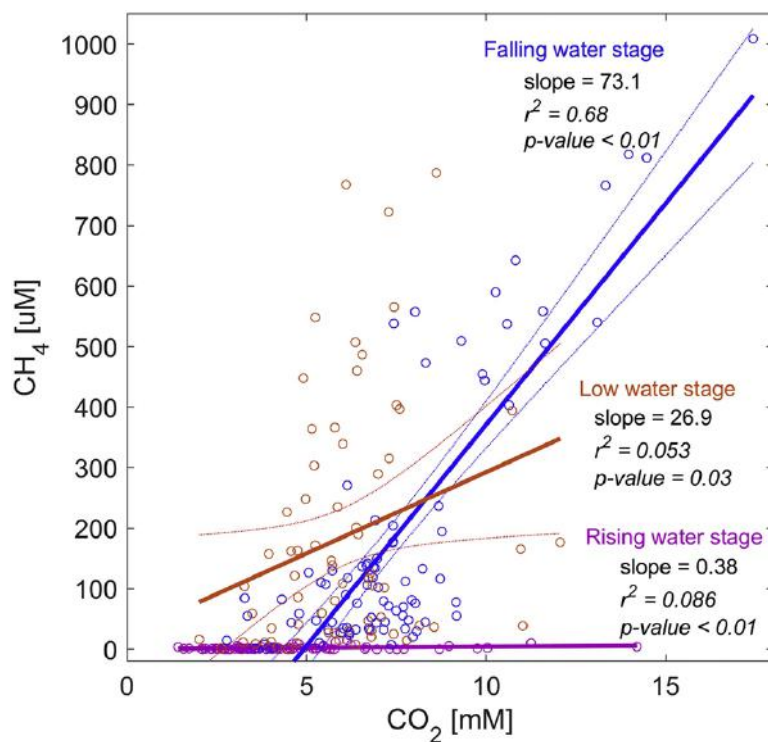 1000
900
800
700
600
500
400
300
200
100
0
CH₄ [uM]
0
5
10
15
CO₂ [mM]
Falling water stage
slope = 73.1
r² = 0.68
p-value < 0.01
Low water stage
slope = 26.9
r² = 0.053
p-value = 0.03
Rising water stage
slope = 0.38
r² = 0.086
p-value < 0.01